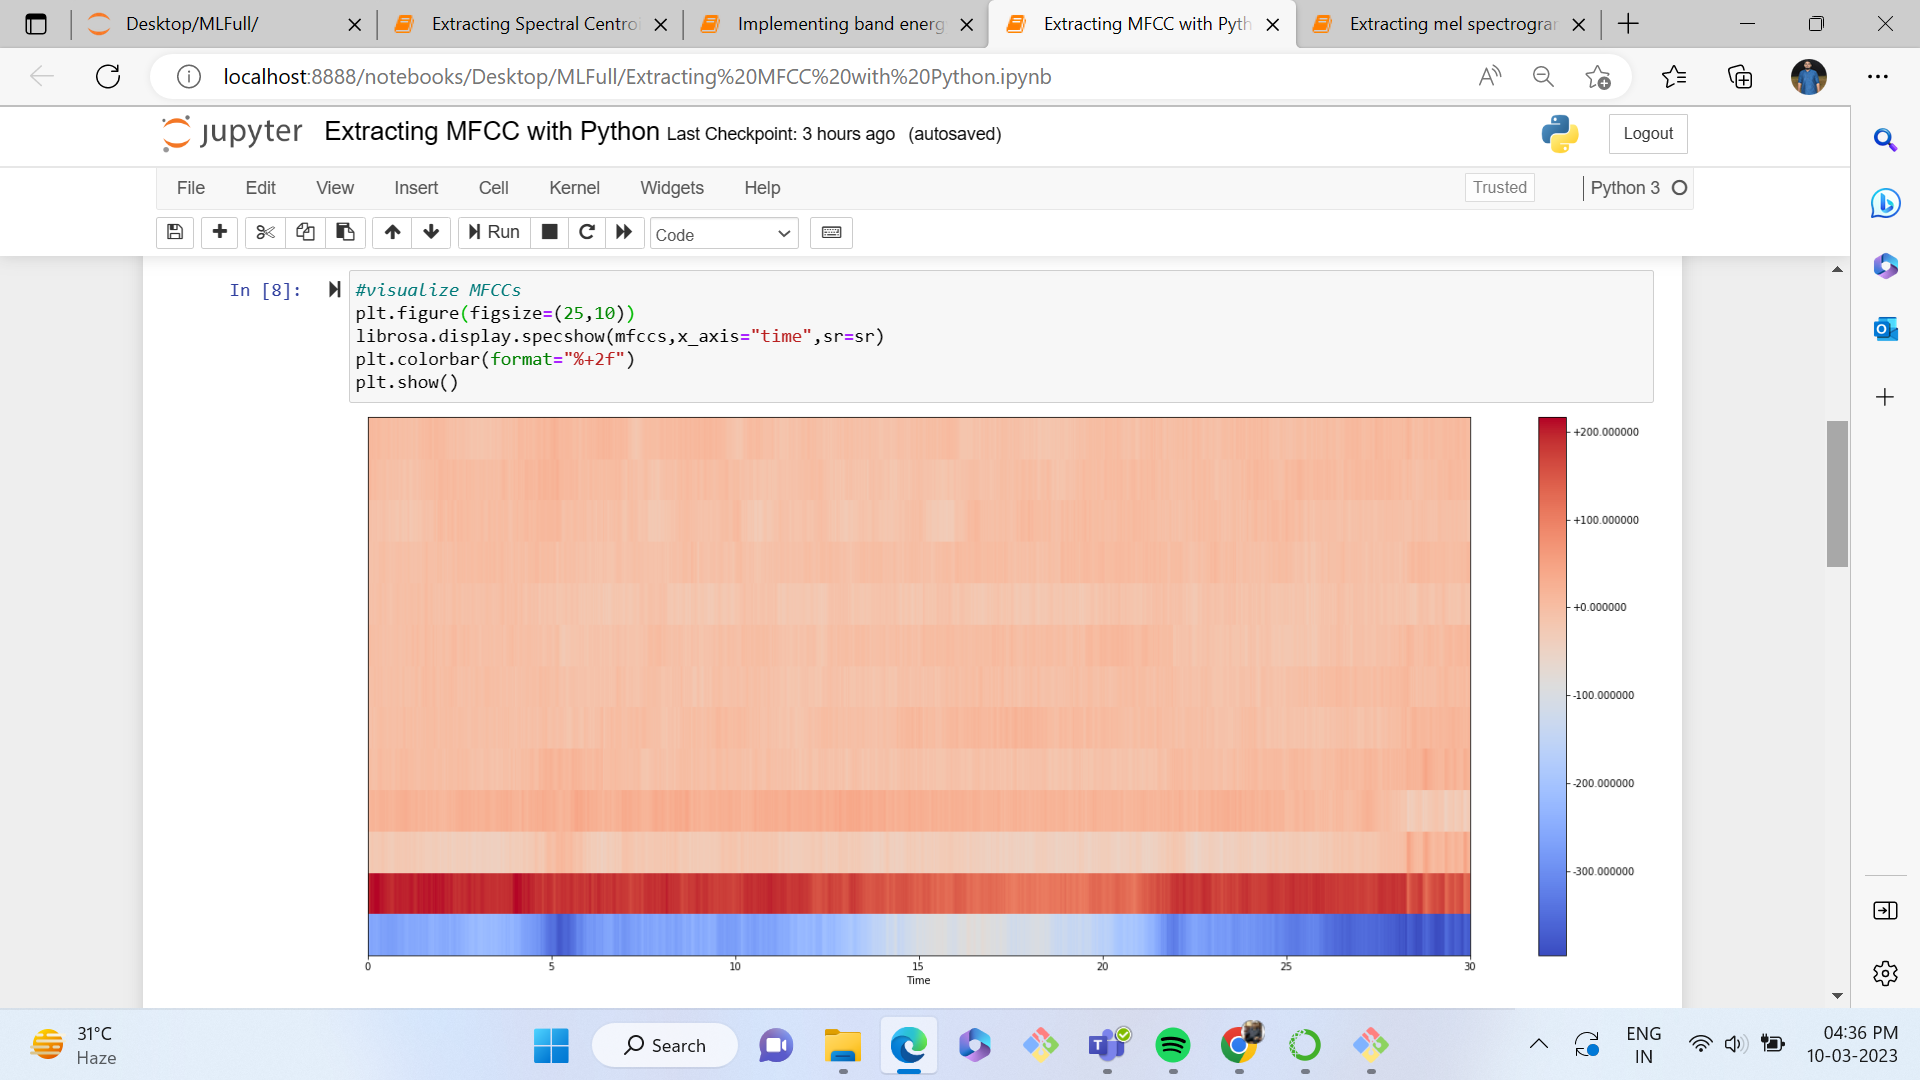 Desktop/MLFull/
Extracting Spectral Centro
Implementing band energ
Extracting MFCC with Pyth
Extracting mel spectrogram
localhost:8888/notebooks/Desktop/MLFull/Extracting%20MFCC%20with%20Python.ipynb
jupyter Extracting MFCC with Python Last Checkpoint: 3 hours ago (autosaved)
Logout
File Edit View Insert Cell Kernel Widgets Help
Trusted
Python 3
Run
Code
In [8]:
#visualize MFCCs
plt.figure(figsize=(25,10))
librosa.display.specshow(mfccs,x_axis="time",sr=sr)
plt.colorbar(format="%+2f")
plt.show()
+200.000000
+100.000000
+0.000000
-100.000000
-200.000000
-300.000000
0 5 10 15 20 25 30
Time
31°C
Haze
Search
ENG
IN
04:36 PM
10-03-2023